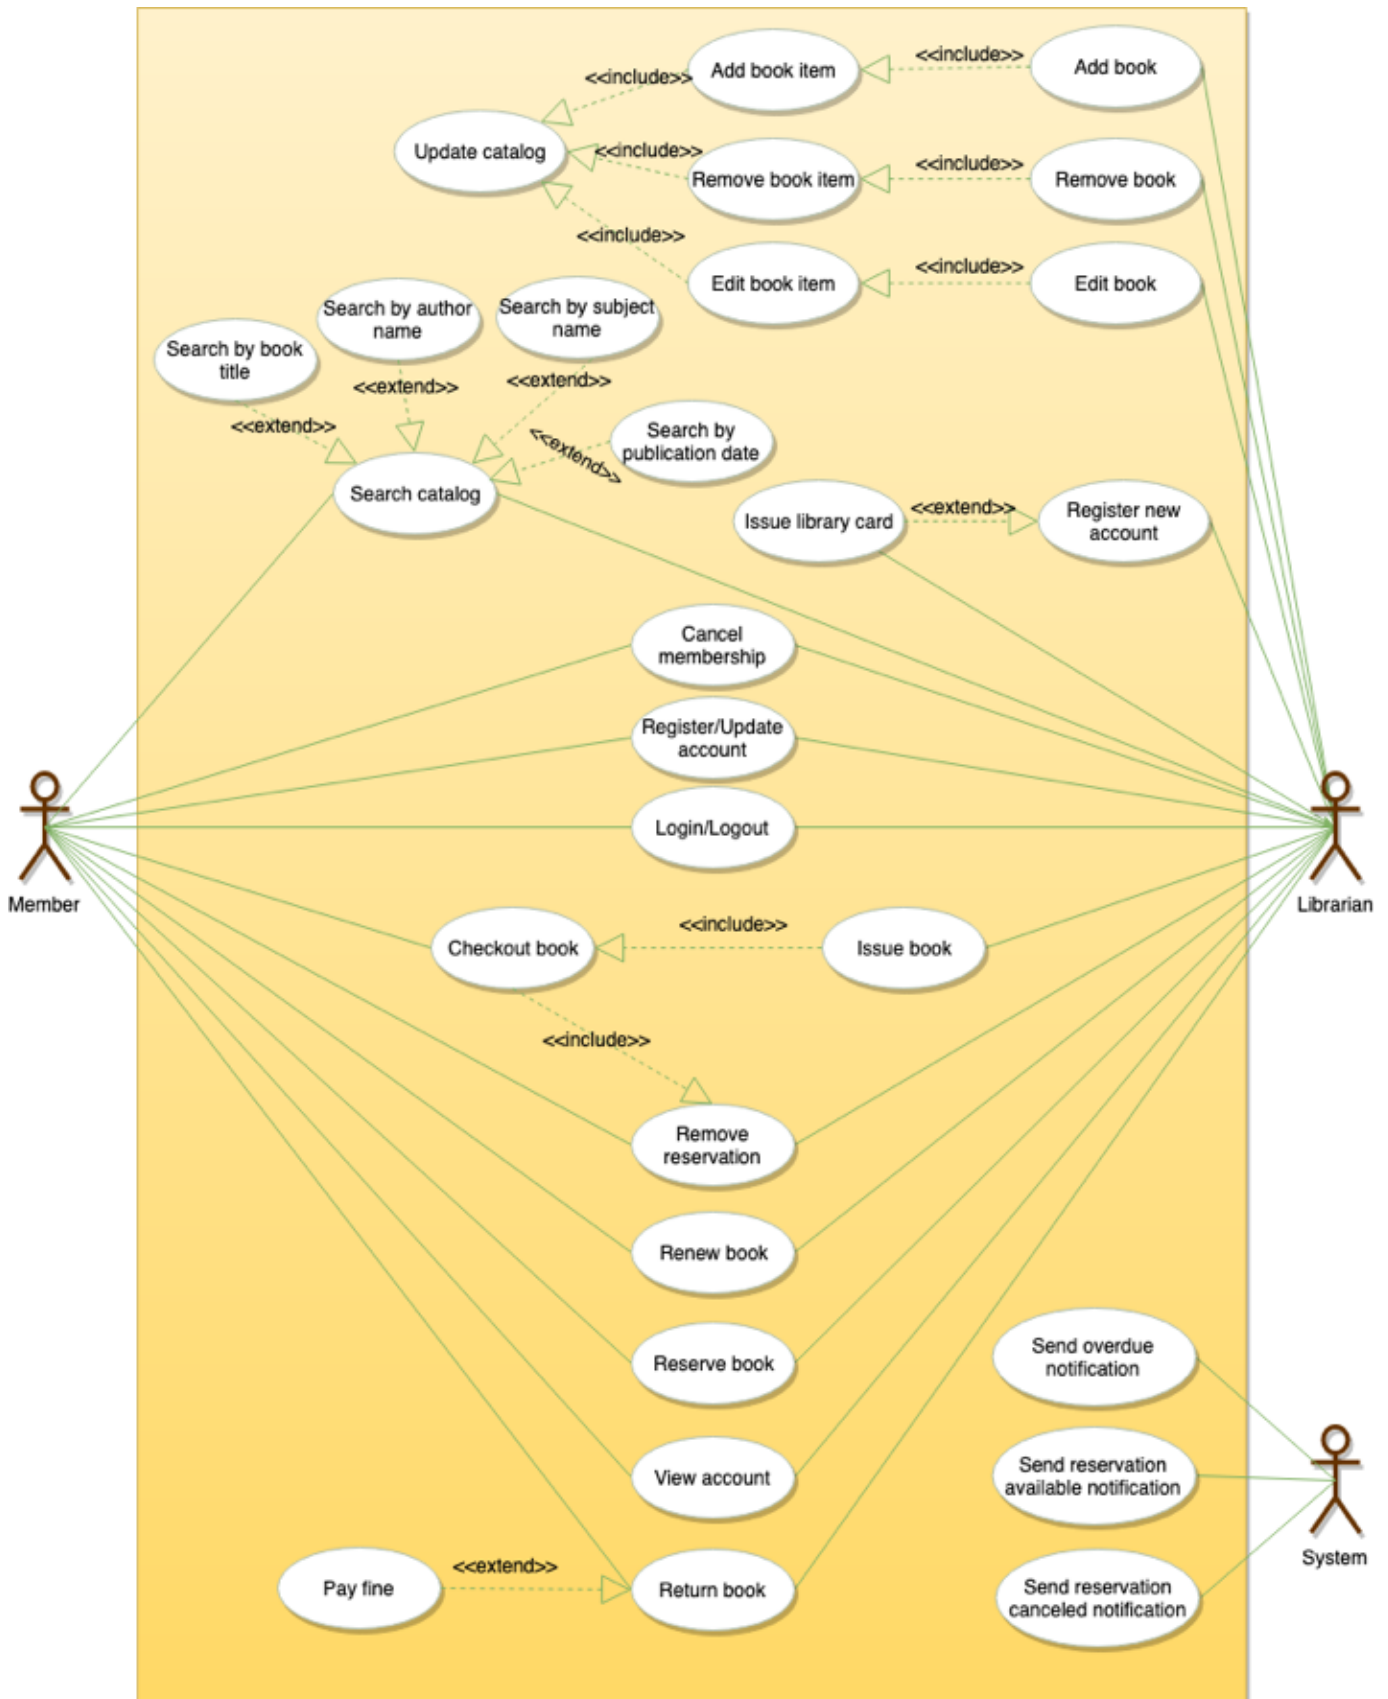 <<include>>
Add book item
<<include>>
Add book
Update catalog
<<include>>
Remove book item
<<include>>
Remove book
<<include>>
Edit book item
<<include>>
Edit book
Search by book
title
Search by author
name
Search by subject
name
<<extend>>
<<extend>>
<<extend>>
<<extend>>
Search by
publication date
Search catalog
Issue library card
<<extend>>
Register new
account
Cancel
membership
Register/Update
account
Login/Logout
Member
Librarian
Checkout book
<<include>>
Issue book
<<include>>
Remove
reservation
Renew book
Reserve book
Send overdue
notification
View account
Send reservation
available notification
System
Pay fine
<<extend>>
Return book
Send reservation
canceled notification